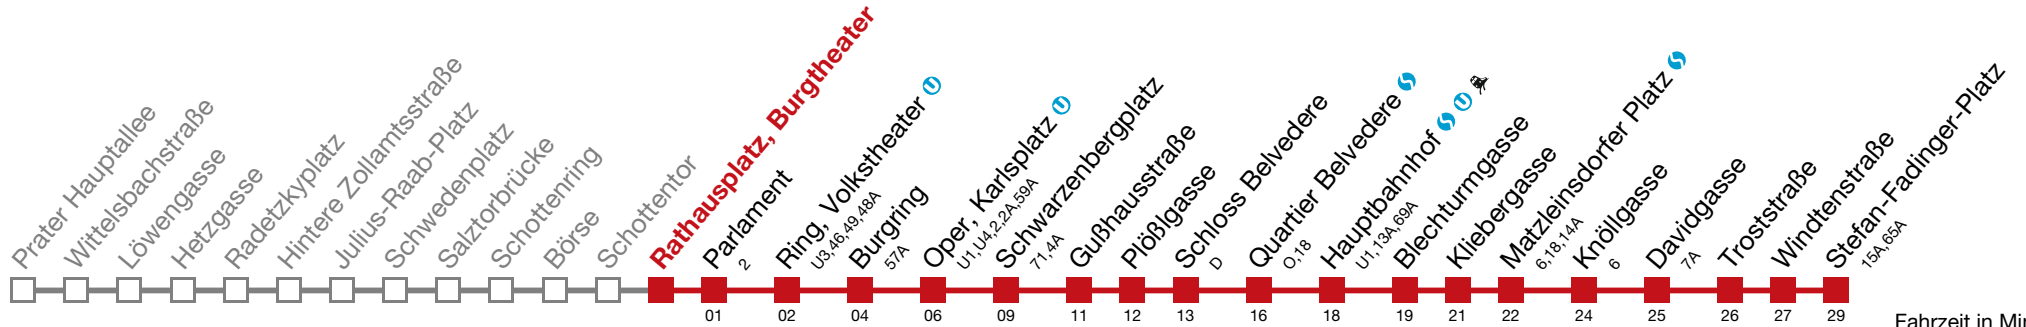 Prater Hauptallee
Wittelsbachstraße
Löwengasse
Hetzgasse
Radetzkyplatz
Hintere Zollamtsstraße
Julius-Raab-Platz
Schwedenplatz
Salztorbrücke
Schottenring
Börse
Schottentor
Rathausplatz, Burgtheater
Parlament
2
Ring, Volkstheater U
U3,46,49,48A
Burgring
57A
Oper, Karlsplatz U
U1,U4,2,2A,59A
Schwarzenbergplatz
71,4A
Gußhausstraße
Plößlgasse
Schloss Belvedere
D
Quartier Belvedere S
O,18
Hauptbahnhof S U
U1,13A,69A
Blechturmgasse
Kliebergasse
Matzleinsdorfer Platz S
6,18,14A
Knöllgasse
6
Davidgasse
7A
Troststraße
Windtenstraße
Stefan-Fadinger-Platz
15A,65A
01 02 04 06 09 11 12 13 16 18 19 21 22 24 25 26 27 29
Fahrzeit in